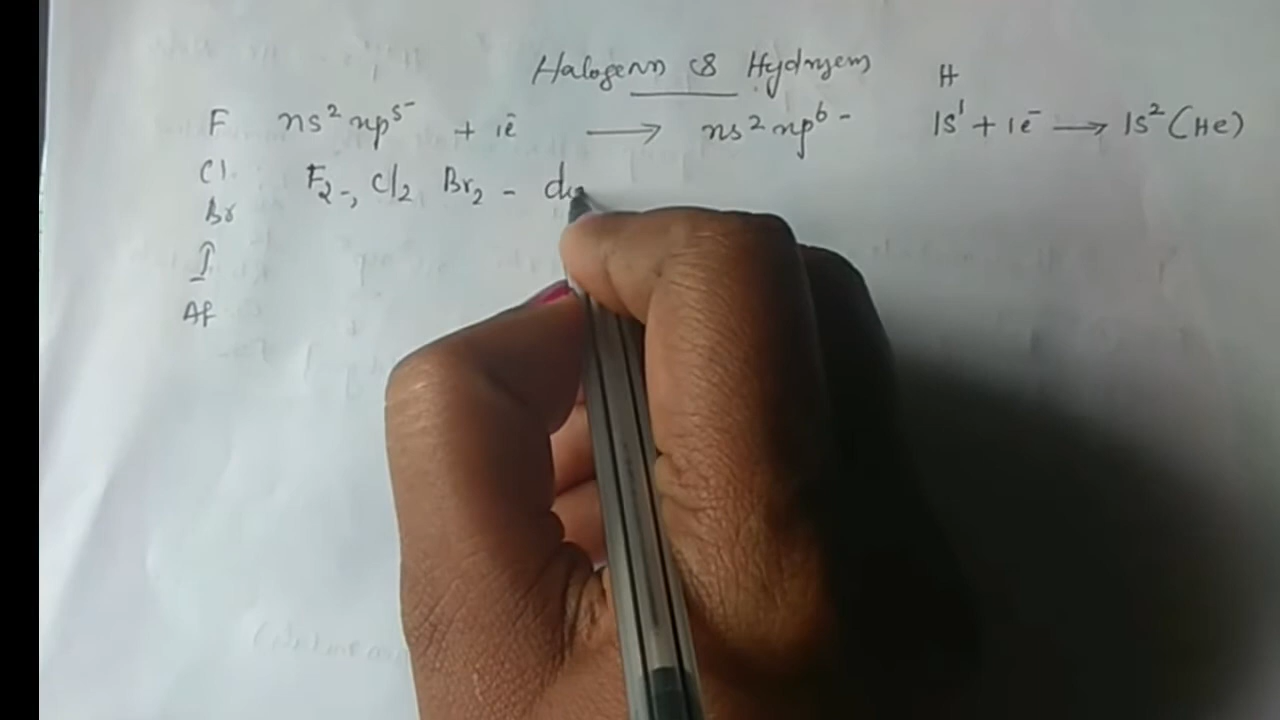 Halogens & Hydrogen
H
F ns² np⁵⁻ + 1e⁻ ⟶ ns² np⁶⁻ 1s¹ + 1e⁻ ⟶ 1s² (He)
Cl F₂-, Cl₂ Br₂ -
Br
I
At